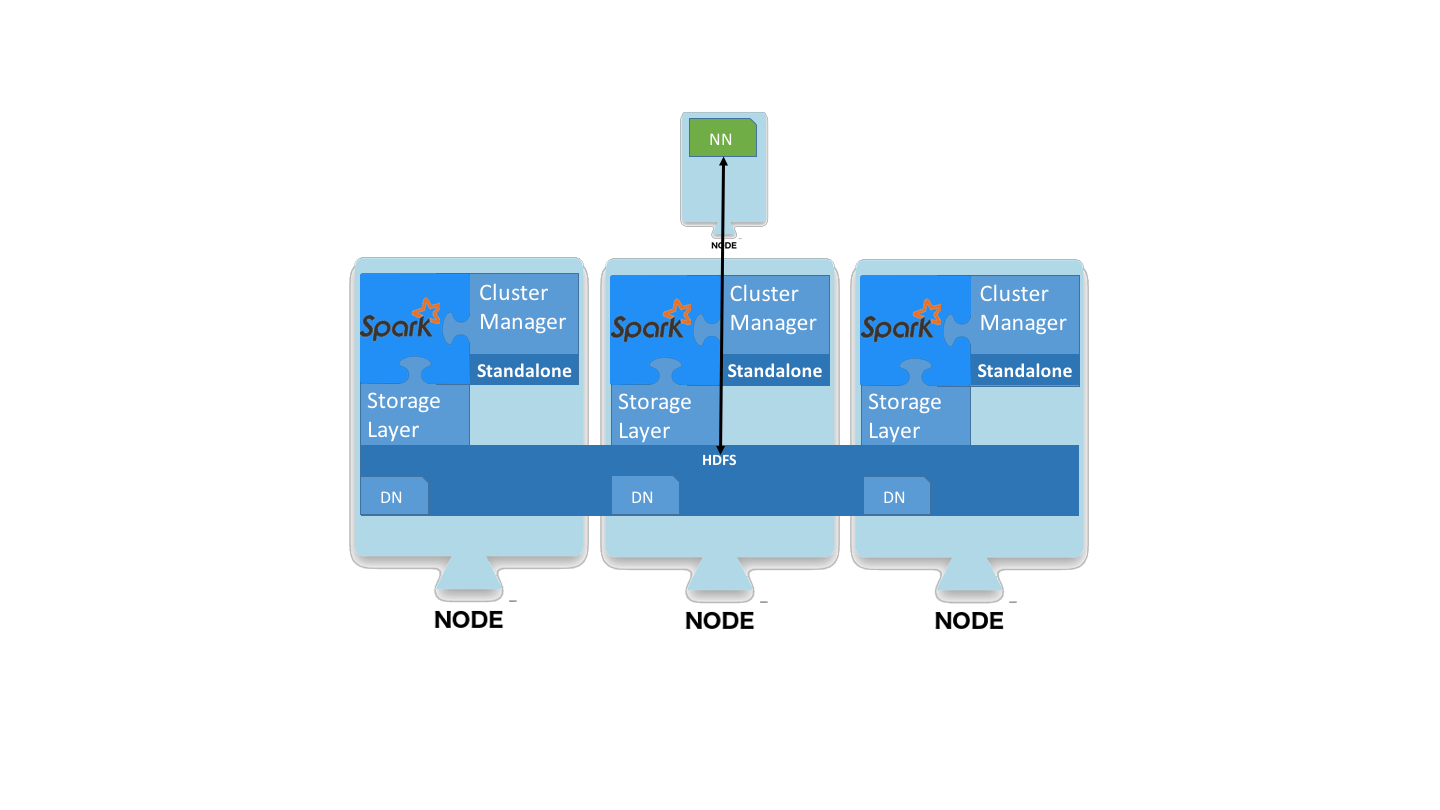 NN
NODE
Spark
Cluster
Manager
Standalone
Storage
Layer
Spark
Cluster
Manager
Standalone
Storage
Layer
Spark
Cluster
Manager
Standalone
Storage
Layer
HDFS
DN
DN
DN
NODE
NODE
NODE